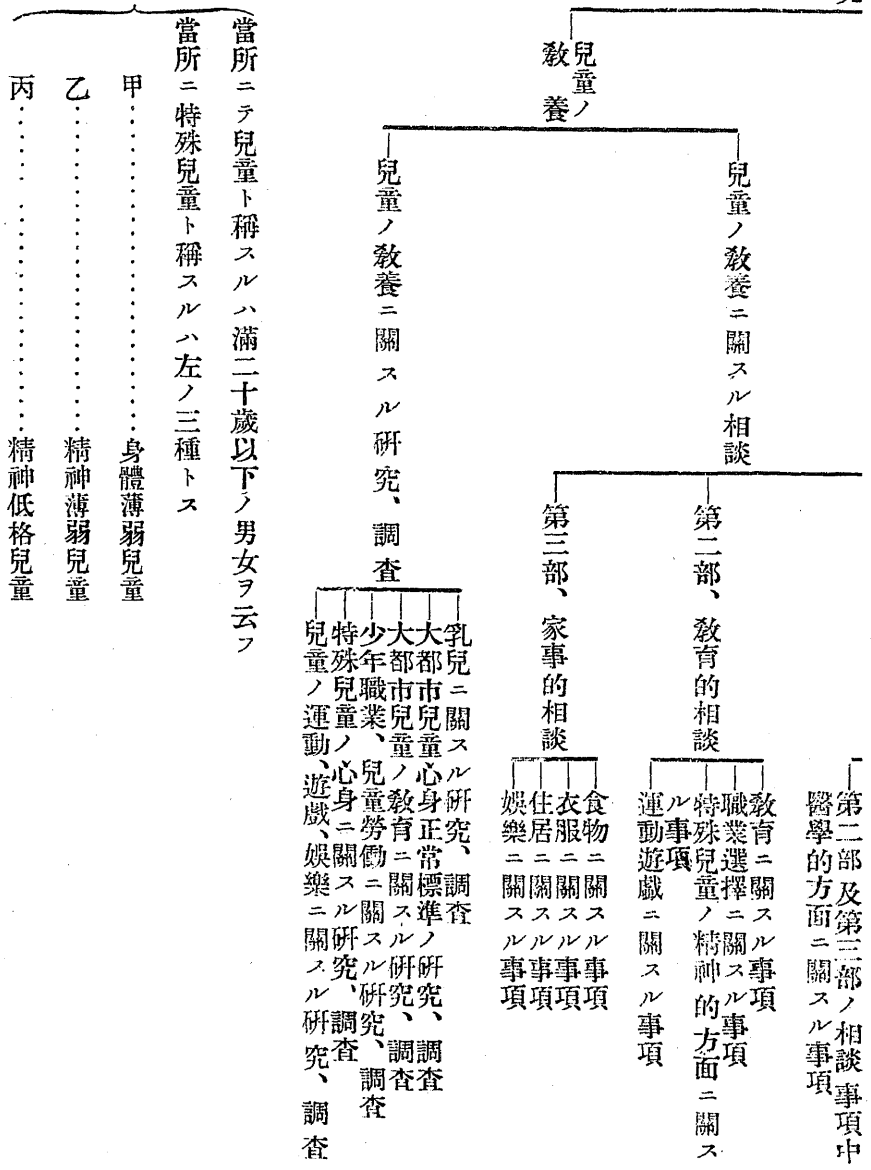 兒童ノ
教養
兒童ノ教養ニ關スル相談
第二部及第三部ノ相談事項中
醫學的方面ニ關スル事項
第二部、教育的相談
教育ニ關スル事項
職業選擇ニ關スル事項
特殊兒童ノ精神的方面ニ關ス
ル事項
運動遊戲ニ關スル事項
第三部、家事的相談
食物ニ關スル事項
衣服ニ關スル事項
住居ニ關スル事項
娛樂ニ關スル事項
兒童ノ教養ニ關スル硏究、調査
乳兒ニ關スル硏究、調査
大都市兒童心身正常標準ノ硏究、調査
大都市兒童ノ教育ニ關スル硏究、調査
少年職業、兒童勞働ニ關スル硏究、調査
特殊兒童ノ心身ニ關スル硏究、調査
兒童ノ運動、遊戲、娛樂ニ關スル硏究、調査
當所ニテ兒童ト稱スルハ滿二十歲以下ノ男女ヲ云フ
當所ニ特殊兒童ト稱スルハ左ノ三種トス
甲……………………身體薄弱兒童
乙……………………精神薄弱兒童
丙……………………精神低格兒童